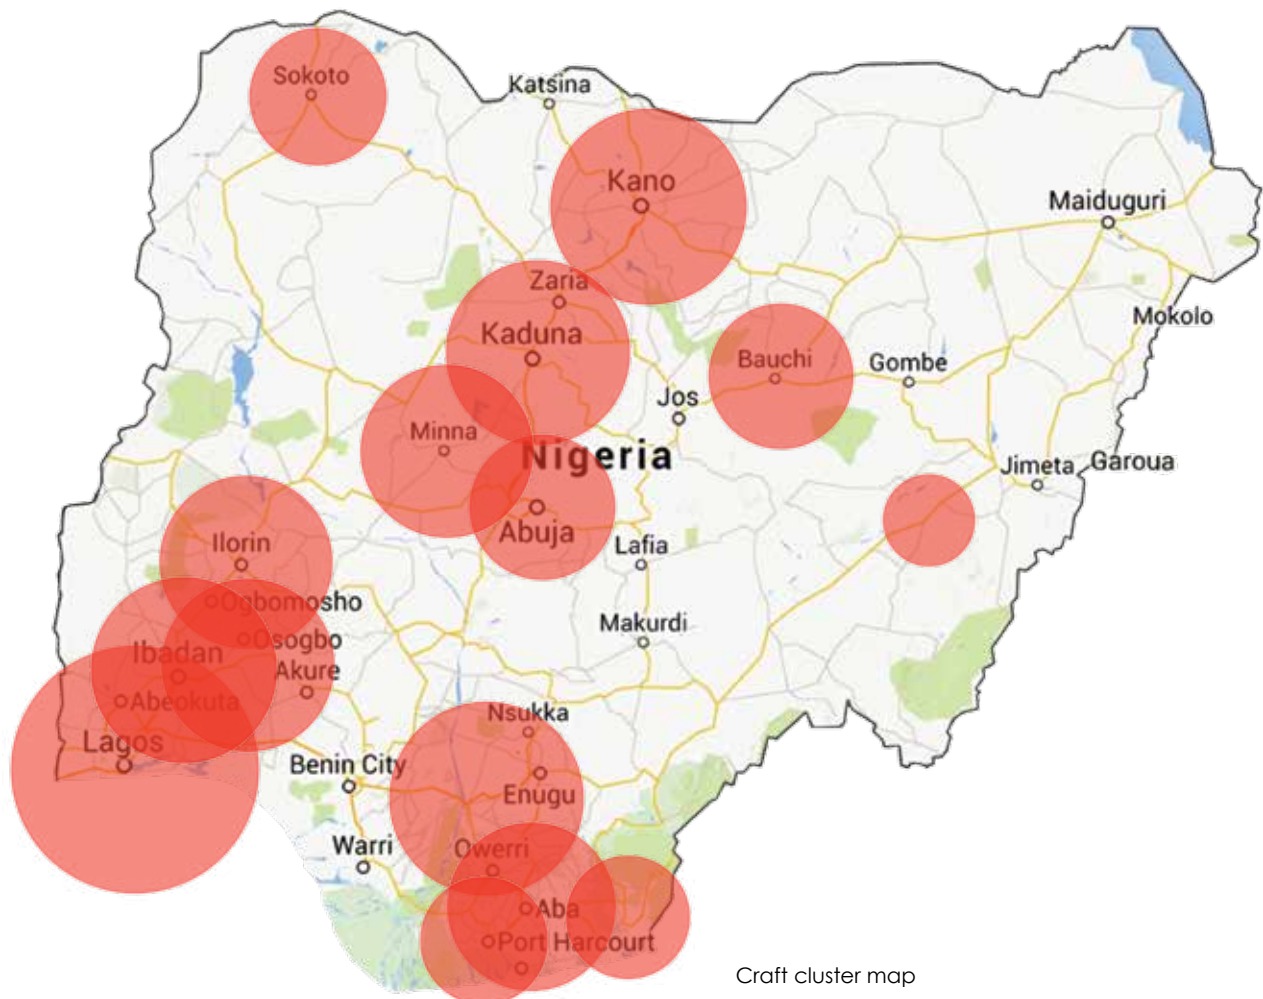 Sokoto
Katsina
Kano
Maiduguri
Zaria
Mokolo
Kaduna
Bauchi
Gombe
Jos
Minna
Nigeria
Jimeta
Garoua
Abuja
Ilorin
Lafia
Ogbomosho
Makurdi
Osogbo
Ibadan
Akure
Abeokuta
Nsukka
Lagos
Benin City
Enugu
Warri
Owerri
Aba
Port Harcourt
Craft cluster map